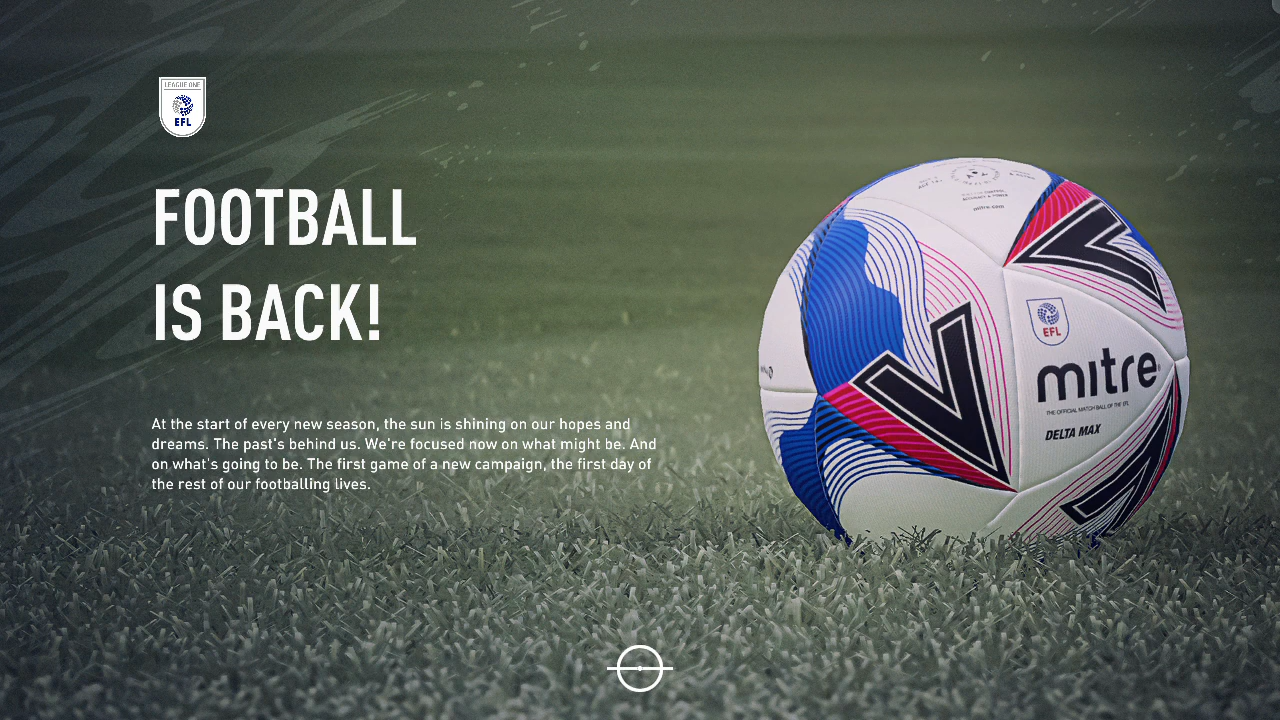 LEAGUE ONE
EFL
FOOTBALL
IS BACK!
At the start of every new season, the sun is shining on our hopes and
dreams. The past's behind us. We're focused now on what might be. And
on what's going to be. The first game of a new campaign, the first day of
the rest of our footballing lives.
mitre.com
EFL
mitre
THE OFFICIAL MATCH BALL OF THE EFL
DELTA MAX